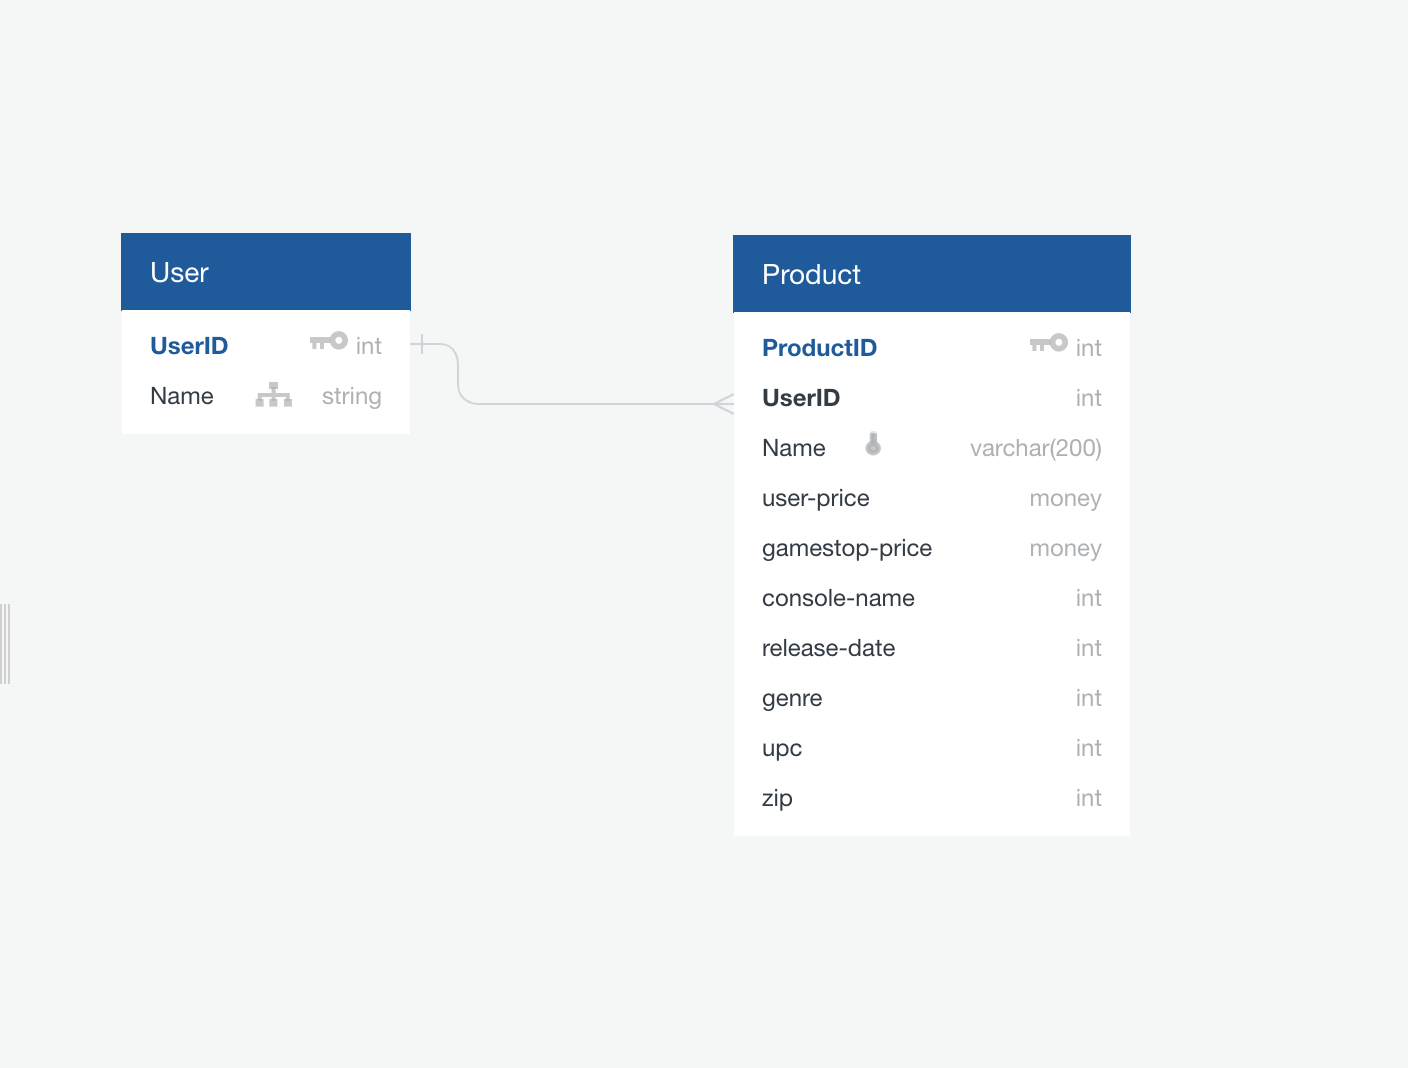 User
UserID int
Name string
Product
ProductID int
UserID int
Name varchar(200)
user-price money
gamestop-price money
console-name int
release-date int
genre int
upc int
zip int